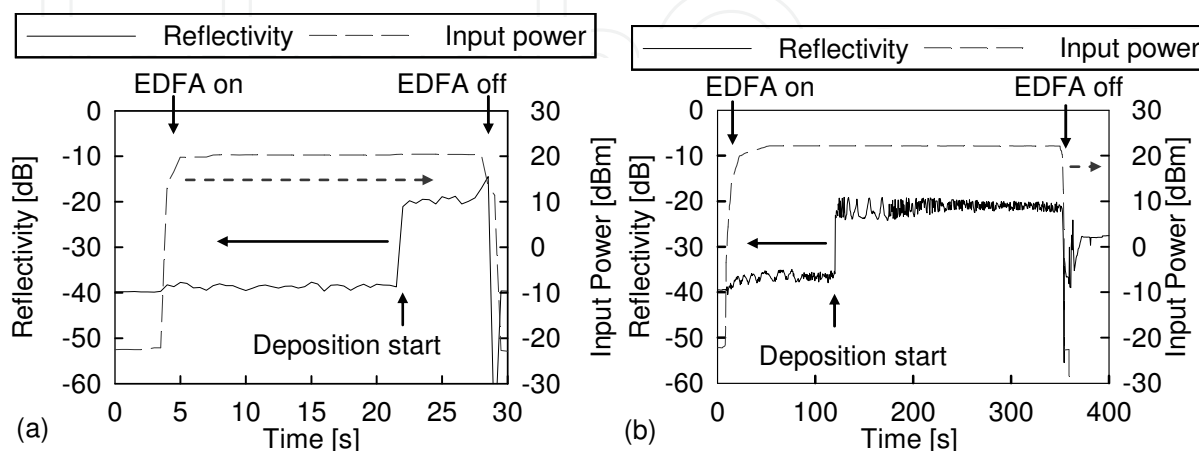 Reflectivity Input power
EDFA on EDFA off
0
-10
-20
-30
-40
-50
-60
Reflectivity [dB]
30
20
10
0
-10
-20
-30
Input Power [dBm]
Deposition start
0 5 10 15 20 25 30
Time [s]
(a)
Reflectivity Input power
EDFA on EDFA off
0
-10
-20
-30
-40
-50
-60
Reflectivity [dB]
30
20
10
0
-10
-20
-30
Input Power [dBm]
Deposition start
0 100 200 300 400
Time [s]
(b)